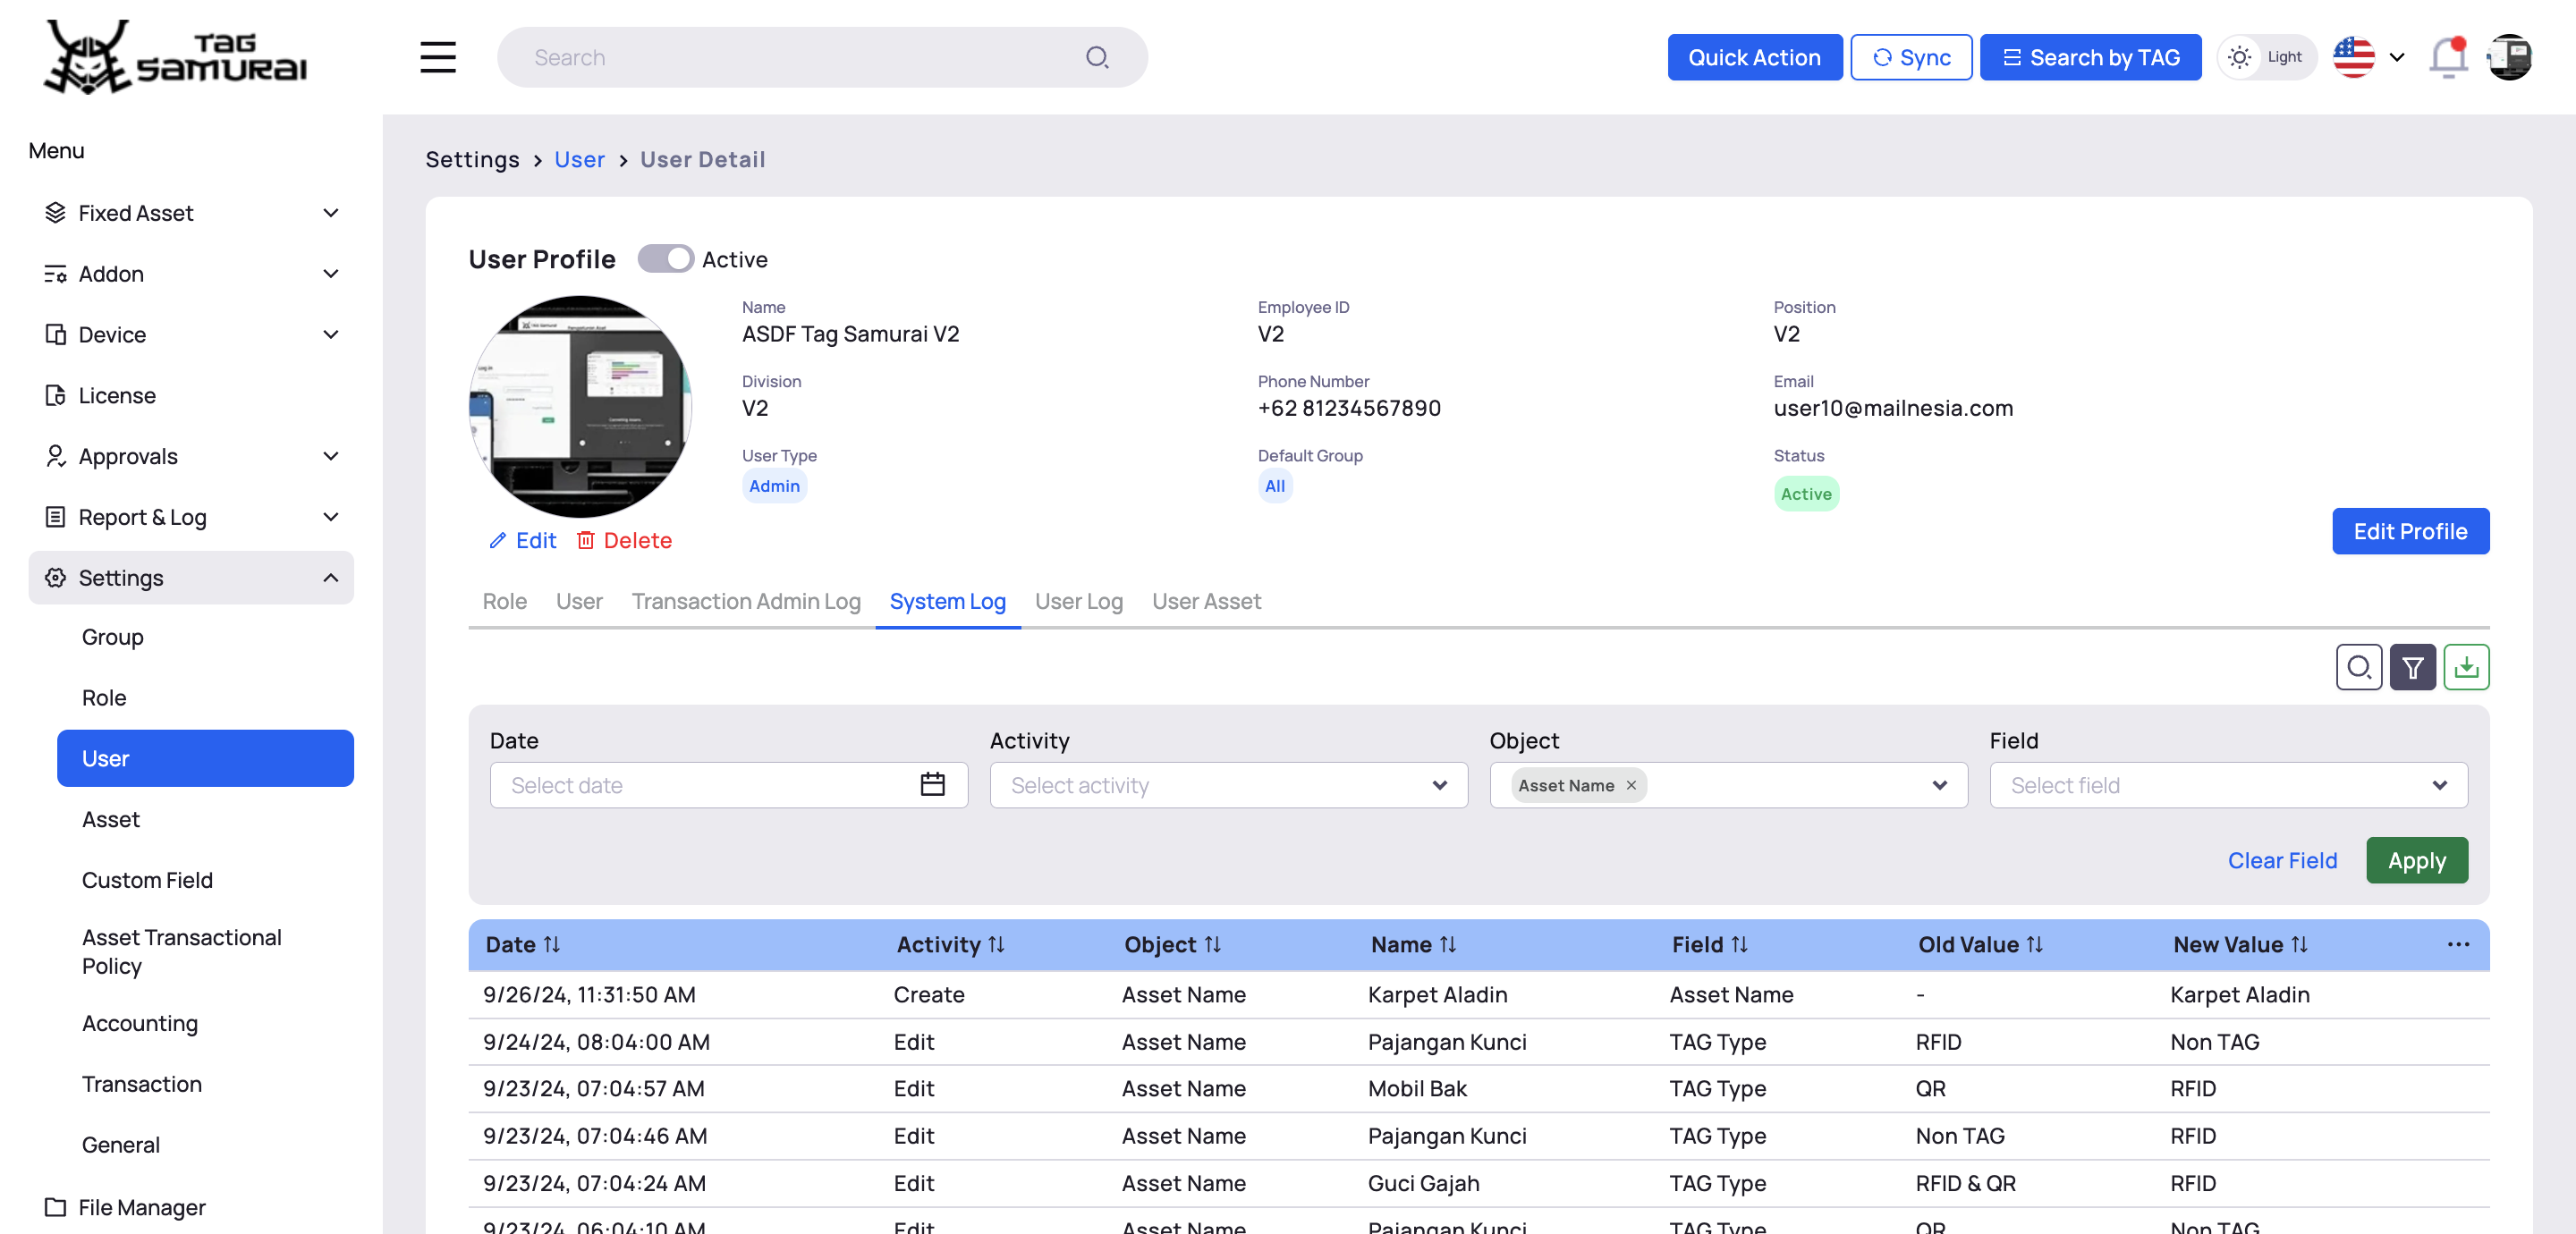 TAG SAMURAI
Search
Quick Action
Sync
Search by TAG
Light
Menu
Fixed Asset
Addon
Device
License
Approvals
Report & Log
Settings
Group
Role
User
Asset
Custom Field
Asset Transactional
Policy
Accounting
Transaction
General
File Manager
Settings > User > User Detail
User Profile Active
Name
ASDF Tag Samurai V2
Employee ID
V2
Position
V2
Division
V2
Phone Number
+62 81234567890
Email
user10@mailnesia.com
User Type
Admin
Default Group
All
Status
Active
Edit Delete
Edit Profile
Role User Transaction Admin Log System Log User Log User Asset
Date Activity Object Field
Select date Select activity Asset Name × Select field
Clear Field Apply
Date Activity Object Name Field Old Value New Value ...
9/26/24, 11:31:50 AM Create Asset Name Karpet Aladin Asset Name - Karpet Aladin
9/24/24, 08:04:00 AM Edit Asset Name Pajangan Kunci TAG Type RFID Non TAG
9/23/24, 07:04:57 AM Edit Asset Name Mobil Bak TAG Type QR RFID
9/23/24, 07:04:46 AM Edit Asset Name Pajangan Kunci TAG Type Non TAG RFID
9/23/24, 07:04:24 AM Edit Asset Name Guci Gajah TAG Type RFID & QR RFID
9/23/24, 06:04:10 AM Edit Asset Name Pajangan Kunci TAG Type QR Non TAG